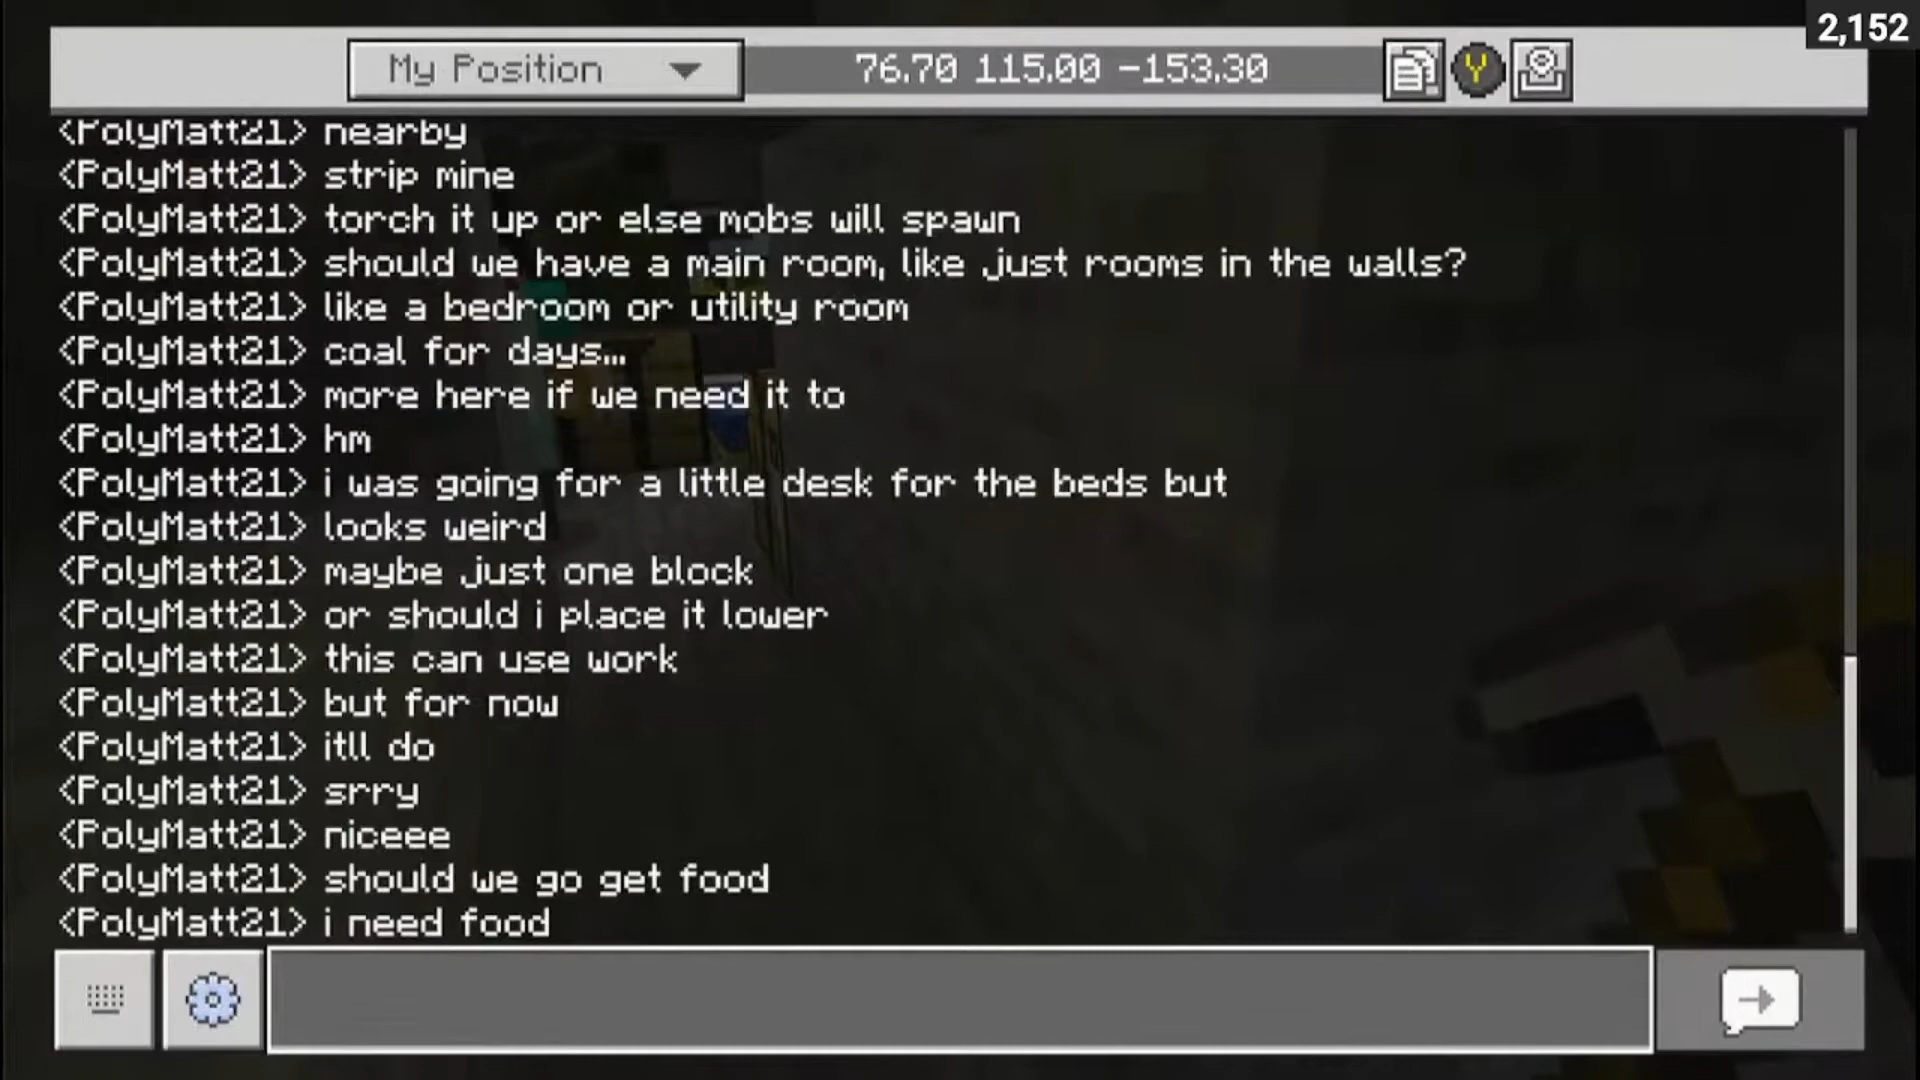 2,152
My Position 76.70 115.00 -153.30
<PolyMatt21> nearby
<PolyMatt21> strip mine
<PolyMatt21> torch it up or else mobs will spawn
<PolyMatt21> should we have a main room, like just rooms in the walls?
<PolyMatt21> like a bedroom or utility room
<PolyMatt21> coal for days...
<PolyMatt21> more here if we need it to
<PolyMatt21> hm
<PolyMatt21> i was going for a little desk for the beds but
<PolyMatt21> looks weird
<PolyMatt21> maybe just one block
<PolyMatt21> or should i place it lower
<PolyMatt21> this can use work
<PolyMatt21> but for now
<PolyMatt21> itll do
<PolyMatt21> srry
<PolyMatt21> niceee
<PolyMatt21> should we go get food
<PolyMatt21> i need food